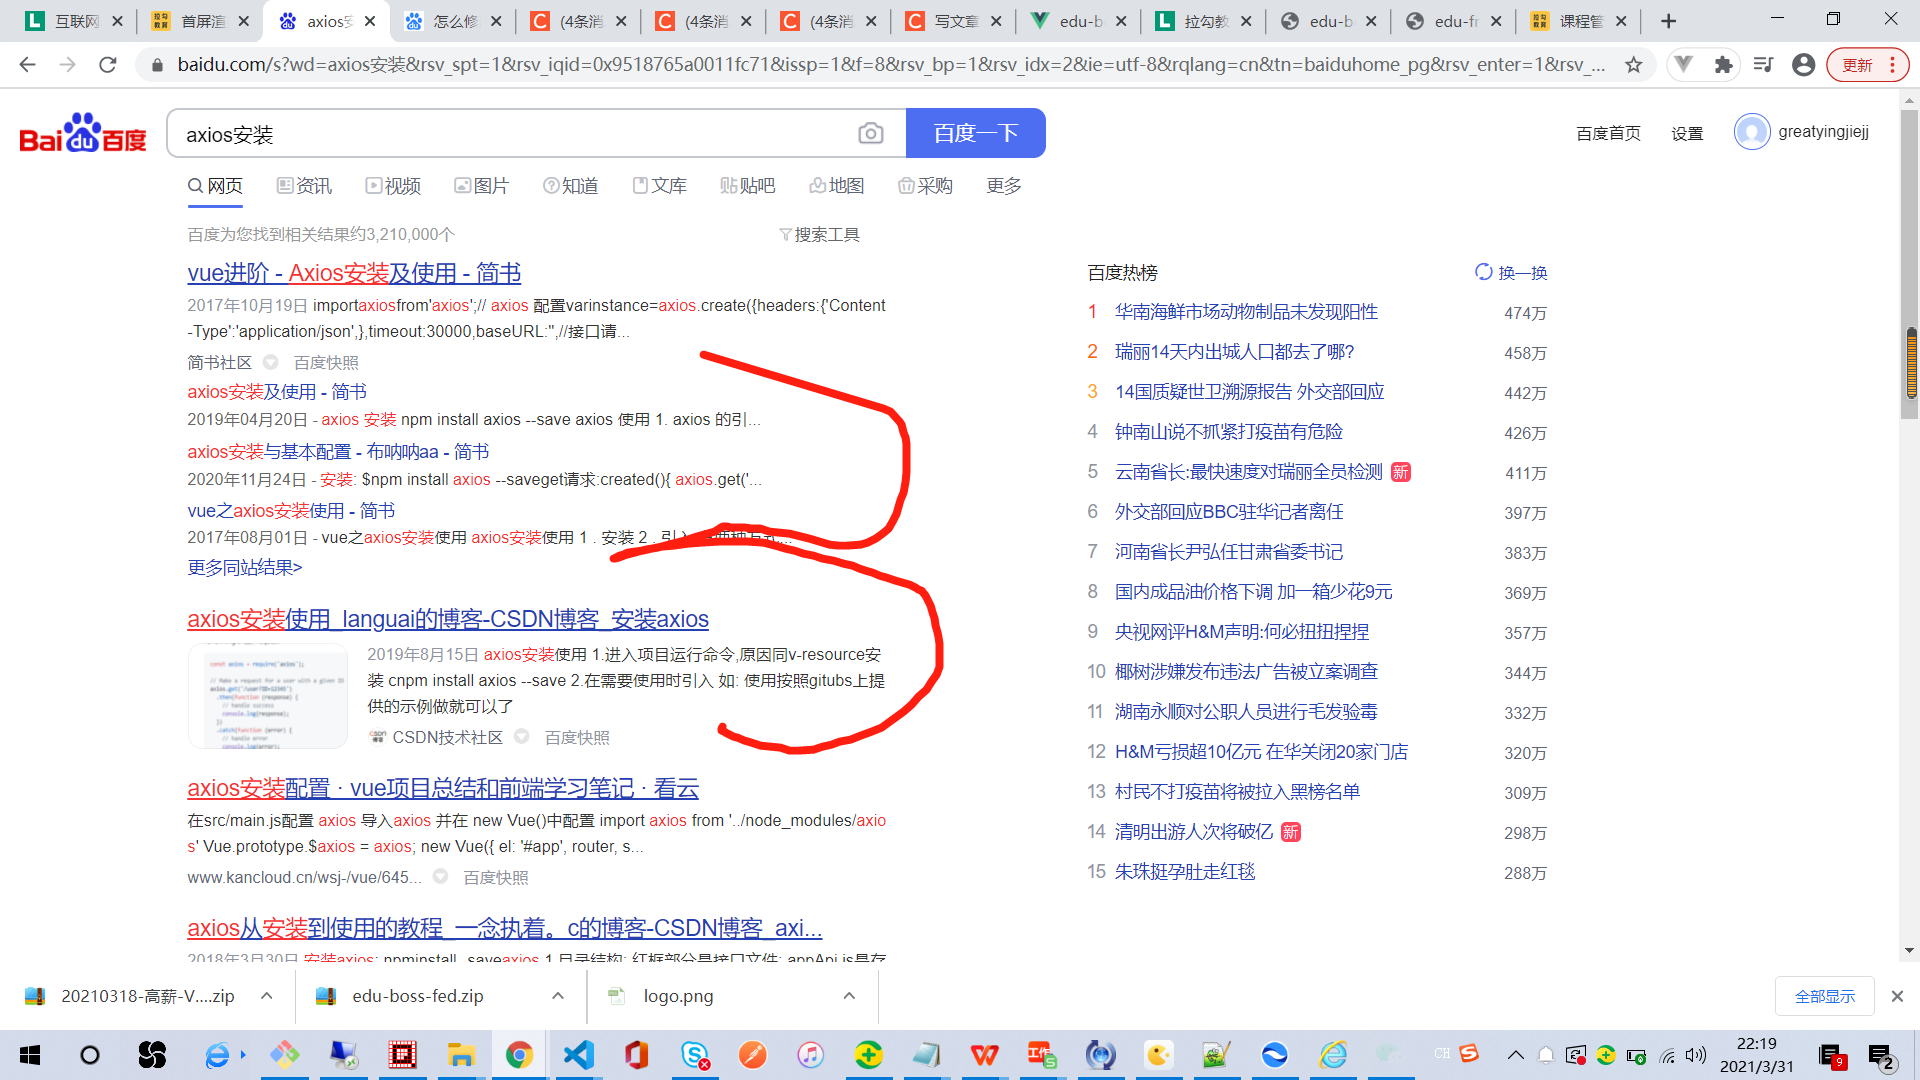 互联网
首屏渲
axios安
怎么修
(4条消
(4条消
(4条消
写文章
edu-b
拉勾教
edu-b
edu-fr
课程管
baidu.com/s?wd=axios安装&rsv_spt=1&rsv_iqid=0x9518765a0011fc71&issp=1&f=8&rsv_bp=1&rsv_idx=2&ie=utf-8&rqlang=cn&tn=baiduhome_pg&rsv_enter=1&rsv_...
更新
Bai du 百度
axios安装
百度一下
百度首页 设置 greatyingjiejj
网页 资讯 视频 图片 知道 文库 贴吧 地图 采购 更多
百度为您找到相关结果约3,210,000个
搜索工具
vue进阶 - Axios安装及使用 - 简书
2017年10月19日 importaxiosfrom'axios';// axios 配置varinstance=axios.create({headers:{'Content
-Type':'application/json',},timeout:30000,baseURL:'',//接口请...
简书社区 百度快照
axios安装及使用 - 简书
2019年04月20日 - axios 安装 npm install axios --save axios 使用 1. axios 的引...
axios安装与基本配置 - 布呐呐aa - 简书
2020年11月24日 - 安装: $npm install axios --saveget请求:created(){ axios.get('...
vue之axios安装使用 - 简书
2017年08月01日 - vue之axios安装使用 axios安装使用 1 . 安装 2 . 引入
更多同站结果>
axios安装使用_languai的博客-CSDN博客_安装axios
2019年8月15日 axios安装使用 1.进入项目运行命令,原因同v-resource安
装 cnpm install axios --save 2.在需要使用时引入 如: 使用按照gitubs上提
供的示例做就可以了
CSDN技术社区 百度快照
axios安装配置 · vue项目总结和前端学习笔记 · 看云
在src/main.js配置 axios 导入axios 并在 new Vue()中配置 import axios from '../node_modules/axio
s' Vue.prototype.$axios = axios; new Vue({ el: '#app', router, s...
www.kancloud.cn/wsj-/vue/645... 百度快照
axios从安装到使用的教程_一念执着。c的博客-CSDN博客_axi...
2018年3月30日 安装axios: npminstall saveaxios 1.目录结构: 红框部分是接口文件: appApi.js是存
百度热榜 换一换
1 华南海鲜市场动物制品未发现阳性 474万
2 瑞丽14天内出城人口都去了哪? 458万
3 14国质疑世卫溯源报告 外交部回应 442万
4 钟南山说不抓紧打疫苗有危险 426万
5 云南省长:最快速度对瑞丽全员检测 新 411万
6 外交部回应BBC驻华记者离任 397万
7 河南省长尹弘任甘肃省委书记 383万
8 国内成品油价格下调 加一箱少花9元 369万
9 央视网评H&M声明:何必扭扭捏捏 357万
10 椰树涉嫌发布违法广告被立案调查 344万
11 湖南永顺对公职人员进行毛发验毒 332万
12 H&M亏损超10亿元 在华关闭20家门店 320万
13 村民不打疫苗将被拉入黑榜名单 309万
14 清明出游人次将破亿 新 298万
15 朱珠挺孕肚走红毯 288万
20210318-高薪-V....zip
edu-boss-fed.zip
logo.png
全部显示
CH
22:19
2021/3/31
9
2